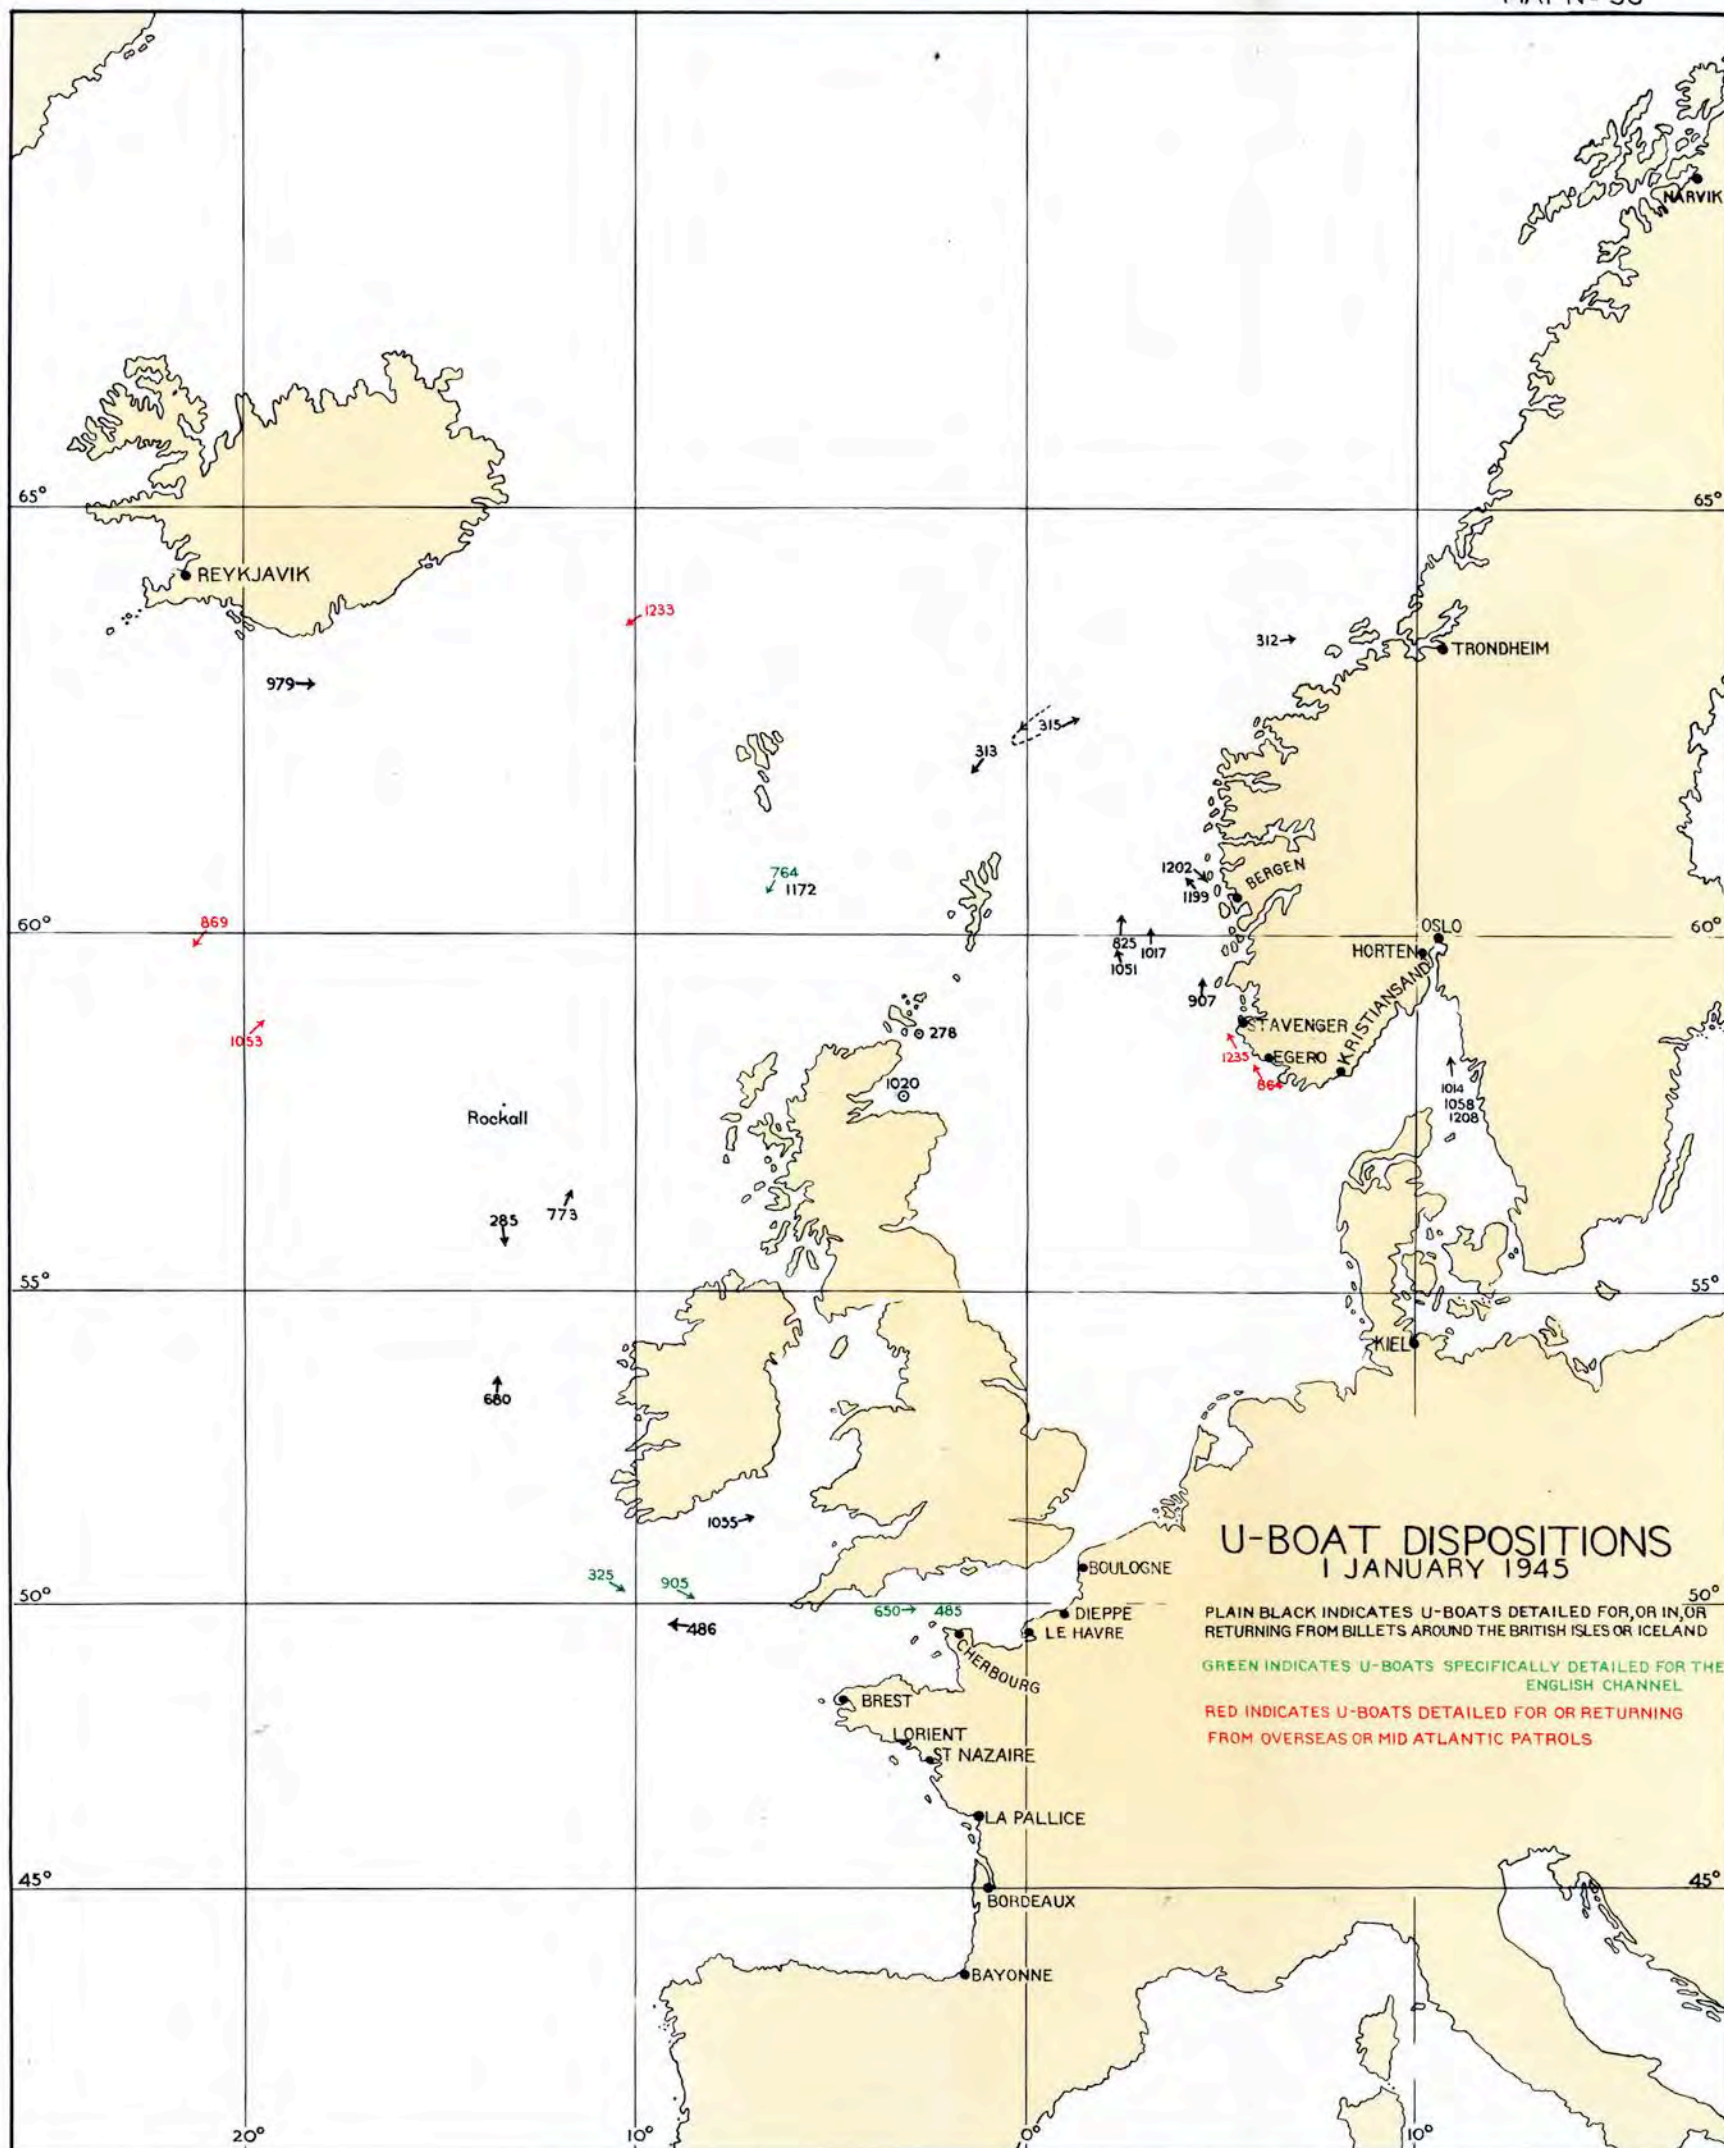 NARVIK
65°
65°
REYKJAVIK
1233
312
TRONDHEIM
979
315
313
764
1172
1202
BERGEN
1199
869
60°
60°
825
1017
OSLO
HORTEN
1051
KRISTIANSAND
907
STAVENGER
278
1053
1235
EGERO
864
1020
1014
1058
1208
Rockall
285
773
55°
55°
KIEL
680
1055
U-BOAT DISPOSITIONS
1 JANUARY 1945
BOULOGNE
325
905
50°
50°
650
485
DIEPPE
486
LE HAVRE
CHERBOURG
PLAIN BLACK INDICATES U-BOATS DETAILED FOR, OR IN, OR
RETURNING FROM BILLETS AROUND THE BRITISH ISLES OR ICELAND
GREEN INDICATES U-BOATS SPECIFICALLY DETAILED FOR THE
ENGLISH CHANNEL
RED INDICATES U-BOATS DETAILED FOR OR RETURNING
FROM OVERSEAS OR MID ATLANTIC PATROLS
BREST
LORIENT
ST NAZAIRE
LA PALLICE
45°
45°
BORDEAUX
BAYONNE
20°
10°
0°
10°